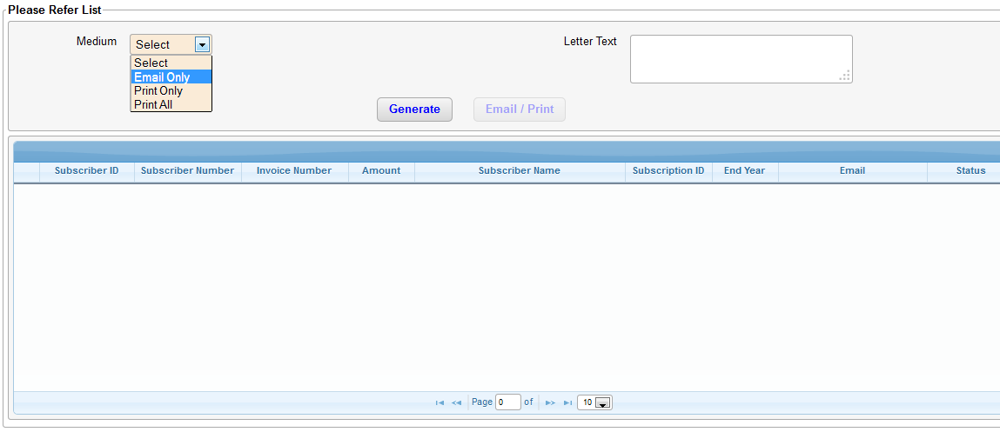 Please Refer List
Medium Select Letter Text
Select
Email Only
Print Only
Print All
Generate Email / Print
Subscriber ID Subscriber Number Invoice Number Amount Subscriber Name Subscription ID End Year Email Status
Page 0 of 10